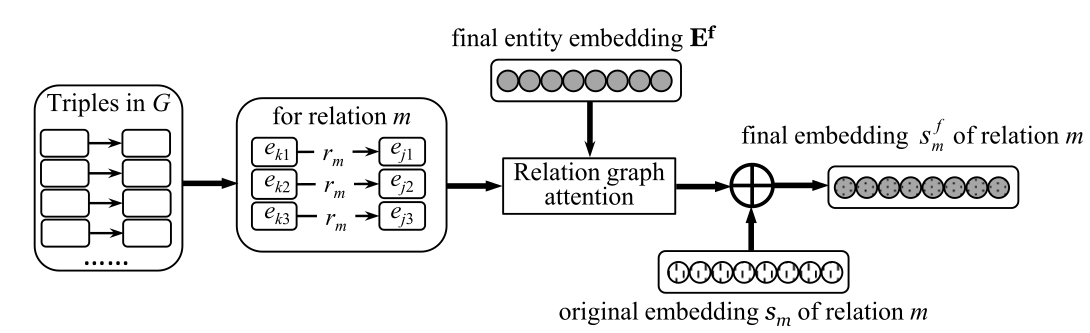 final entity embedding E^f
Triples in G
......
for relation m
e_{k1} r_m e_{j1}
e_{k2} r_m e_{j2}
e_{k3} r_m e_{j3}
Relation graph
attention
final embedding s_m^f of relation m
original embedding s_m of relation m